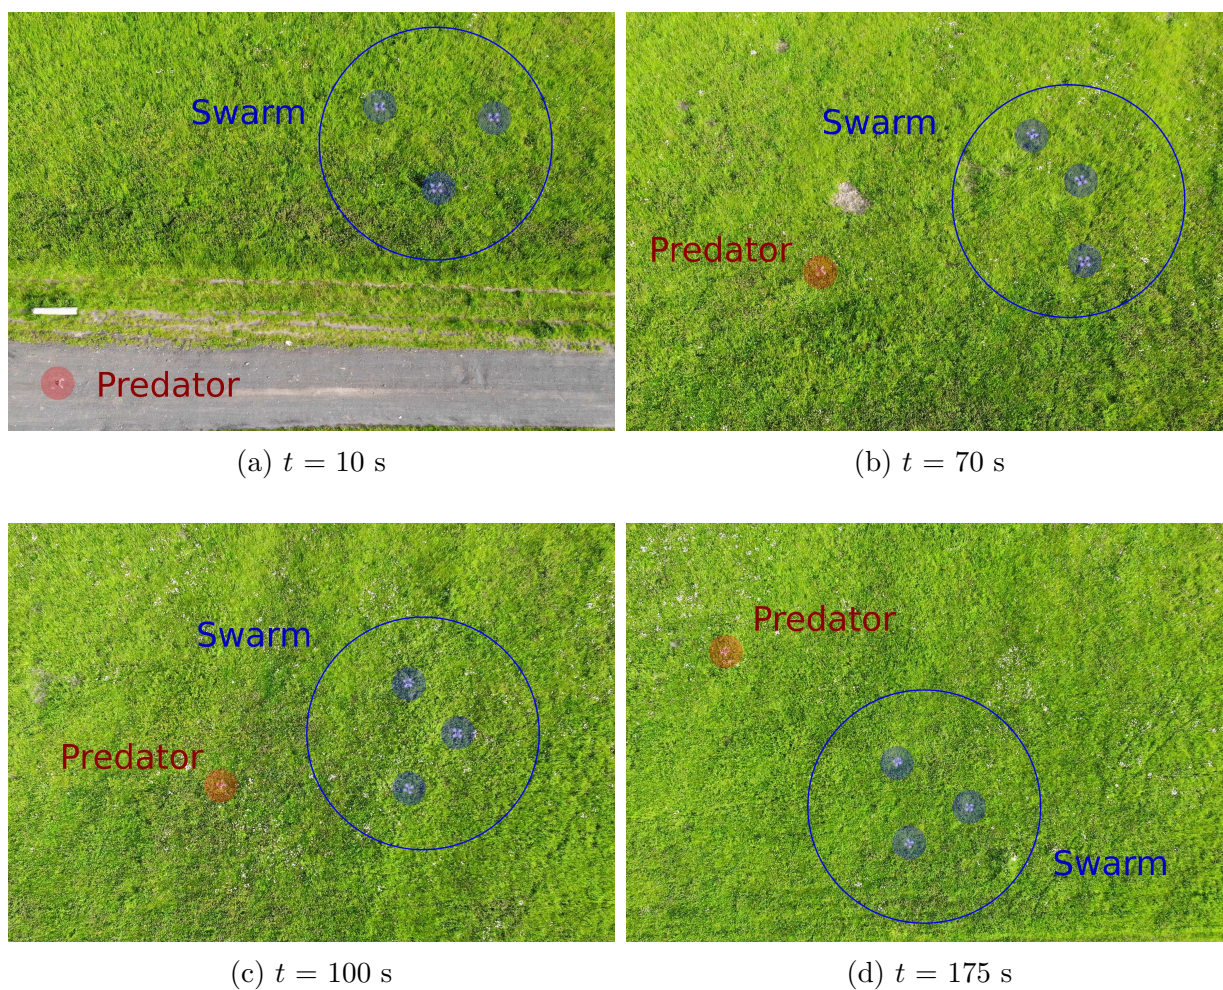 Swarm
Predator
(a) t = 10 s
Swarm
Predator
(b) t = 70 s
Swarm
Predator
(c) t = 100 s
Predator
Swarm
(d) t = 175 s